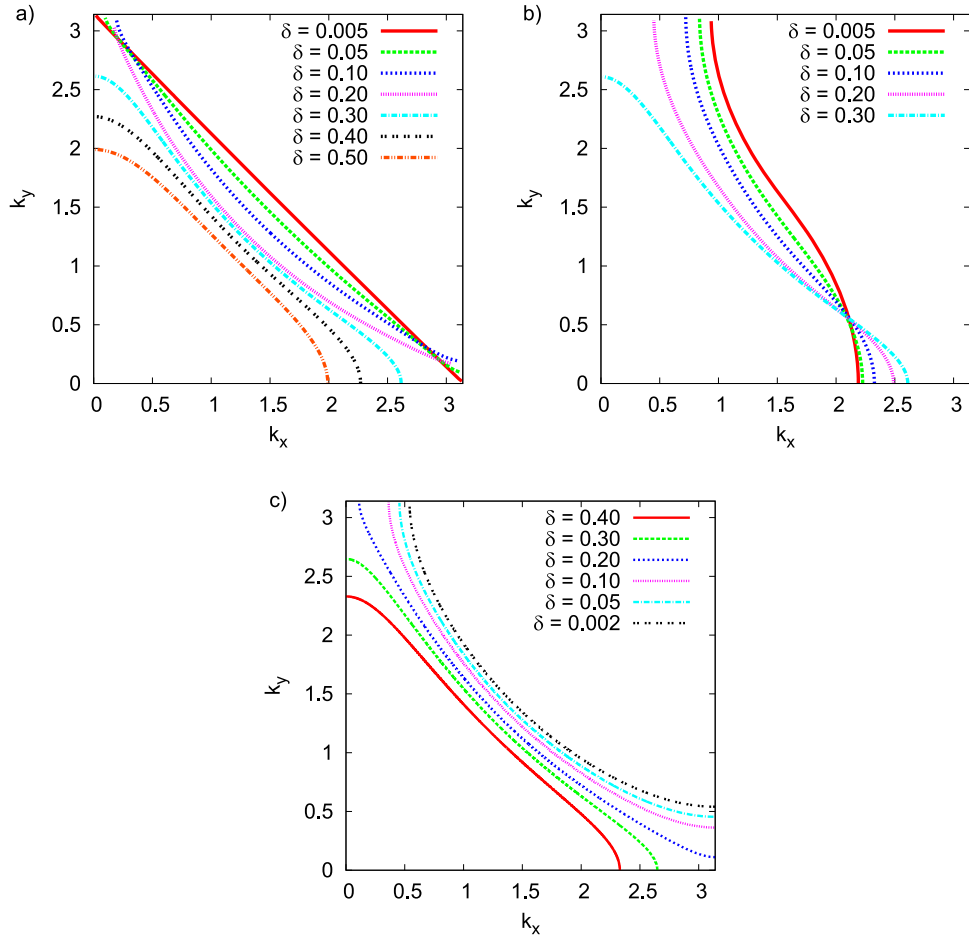 a)
δ = 0.005
δ = 0.05
δ = 0.10
δ = 0.20
δ = 0.30
δ = 0.40
δ = 0.50
3
2.5
2
1.5
1
0.5
0
k_y
0 0.5 1 1.5 2 2.5 3
k_x
b)
δ = 0.005
δ = 0.05
δ = 0.10
δ = 0.20
δ = 0.30
3
2.5
2
1.5
1
0.5
0
k_y
0 0.5 1 1.5 2 2.5 3
k_x
c)
δ = 0.40
δ = 0.30
δ = 0.20
δ = 0.10
δ = 0.05
δ = 0.002
3
2.5
2
1.5
1
0.5
0
k_y
0 0.5 1 1.5 2 2.5 3
k_x